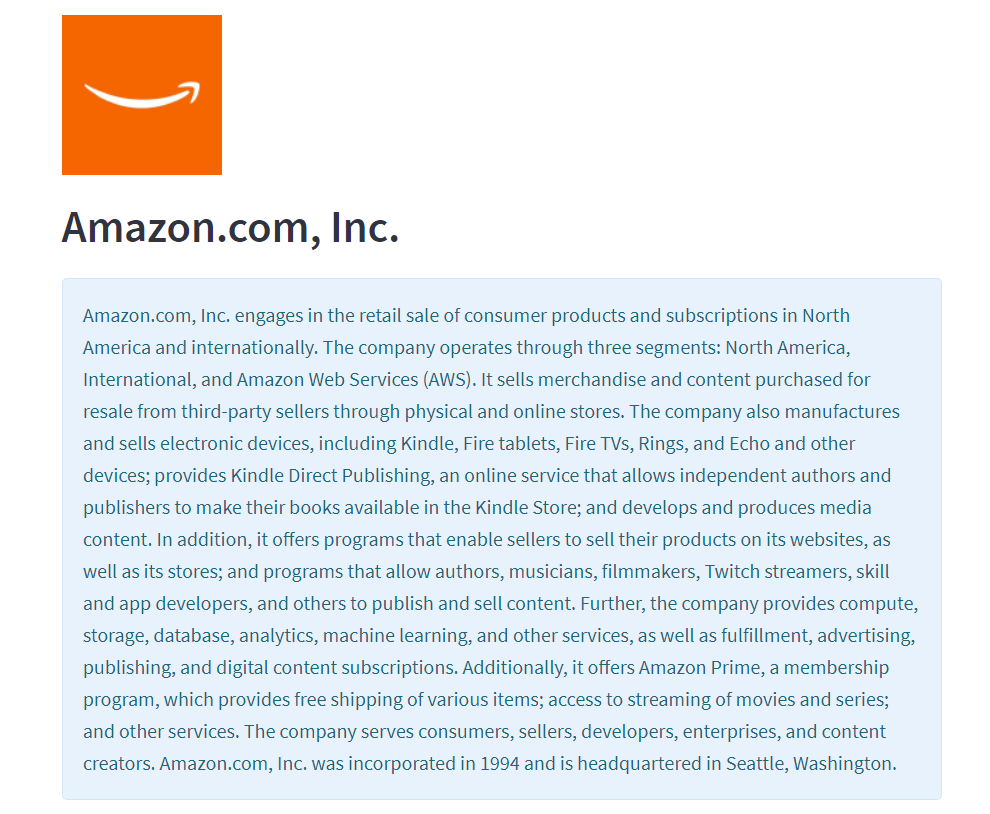 Amazon.com, Inc.
Amazon.com, Inc. engages in the retail sale of consumer products and subscriptions in North
America and internationally. The company operates through three segments: North America,
International, and Amazon Web Services (AWS). It sells merchandise and content purchased for
resale from third-party sellers through physical and online stores. The company also manufactures
and sells electronic devices, including Kindle, Fire tablets, Fire TVs, Rings, and Echo and other
devices; provides Kindle Direct Publishing, an online service that allows independent authors and
publishers to make their books available in the Kindle Store; and develops and produces media
content. In addition, it offers programs that enable sellers to sell their products on its websites, as
well as its stores; and programs that allow authors, musicians, filmmakers, Twitch streamers, skill
and app developers, and others to publish and sell content. Further, the company provides compute,
storage, database, analytics, machine learning, and other services, as well as fulfillment, advertising,
publishing, and digital content subscriptions. Additionally, it offers Amazon Prime, a membership
program, which provides free shipping of various items; access to streaming of movies and series;
and other services. The company serves consumers, sellers, developers, enterprises, and content
creators. Amazon.com, Inc. was incorporated in 1994 and is headquartered in Seattle, Washington.